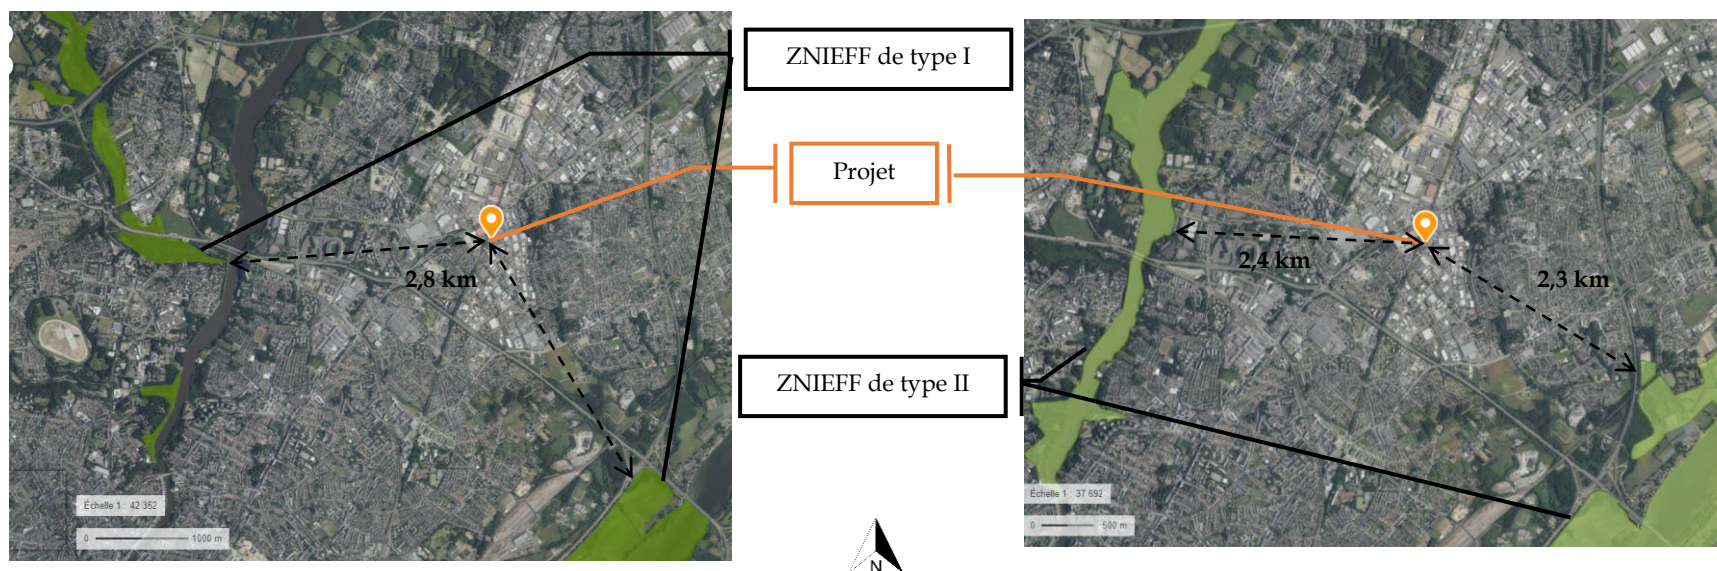 ZNIEFF de type I
Projet
2,8 km
2,4 km
2,3 km
ZNIEFF de type II
Échelle 1 : 42 352
0 1000 m
Échelle 1 : 37 692
0 500 m
N